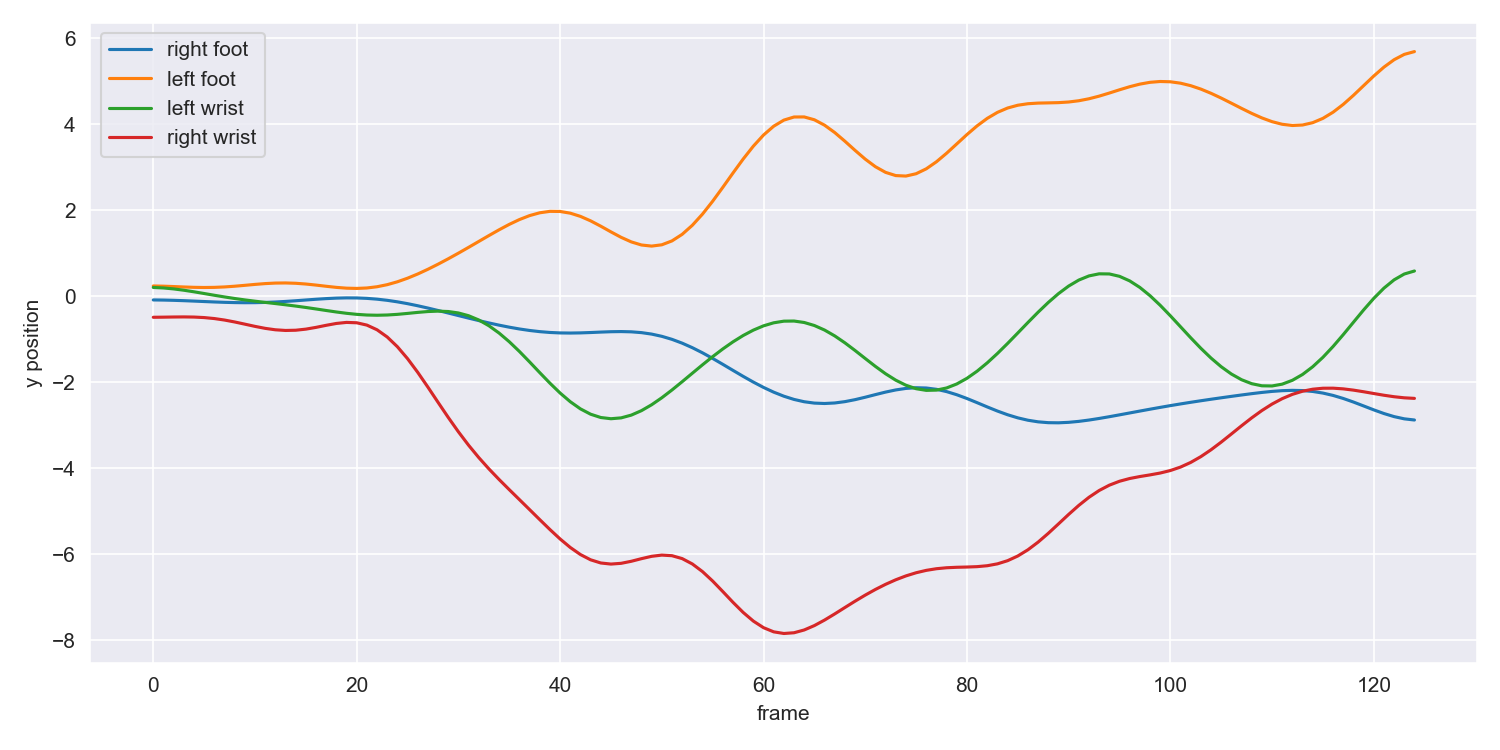 6
4
2
0
−2
−4
−6
−8
y position
right foot
left foot
left wrist
right wrist
0 20 40 60 80 100 120
frame